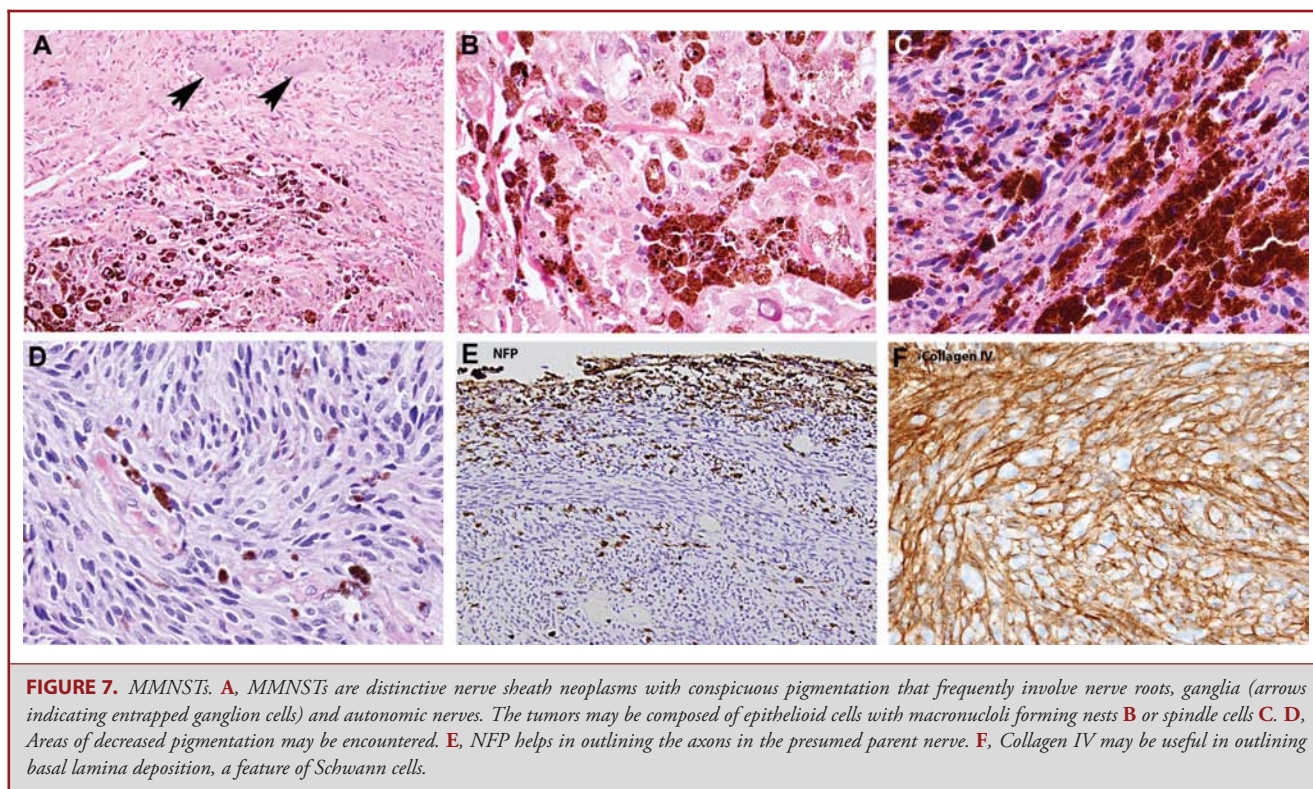 A
B
C
D
E NFP
F Collagen IV
FIGURE 7. MMNSTs. A, MMNSTs are distinctive nerve sheath neoplasms with conspicuous pigmentation that frequently involve nerve roots, ganglia (arrows
indicating entrapped ganglion cells) and autonomic nerves. The tumors may be composed of epithelioid cells with macronucloli forming nests B or spindle cells C. D,
Areas of decreased pigmentation may be encountered. E, NFP helps in outlining the axons in the presumed parent nerve. F, Collagen IV may be useful in outlining
basal lamina deposition, a feature of Schwann cells.